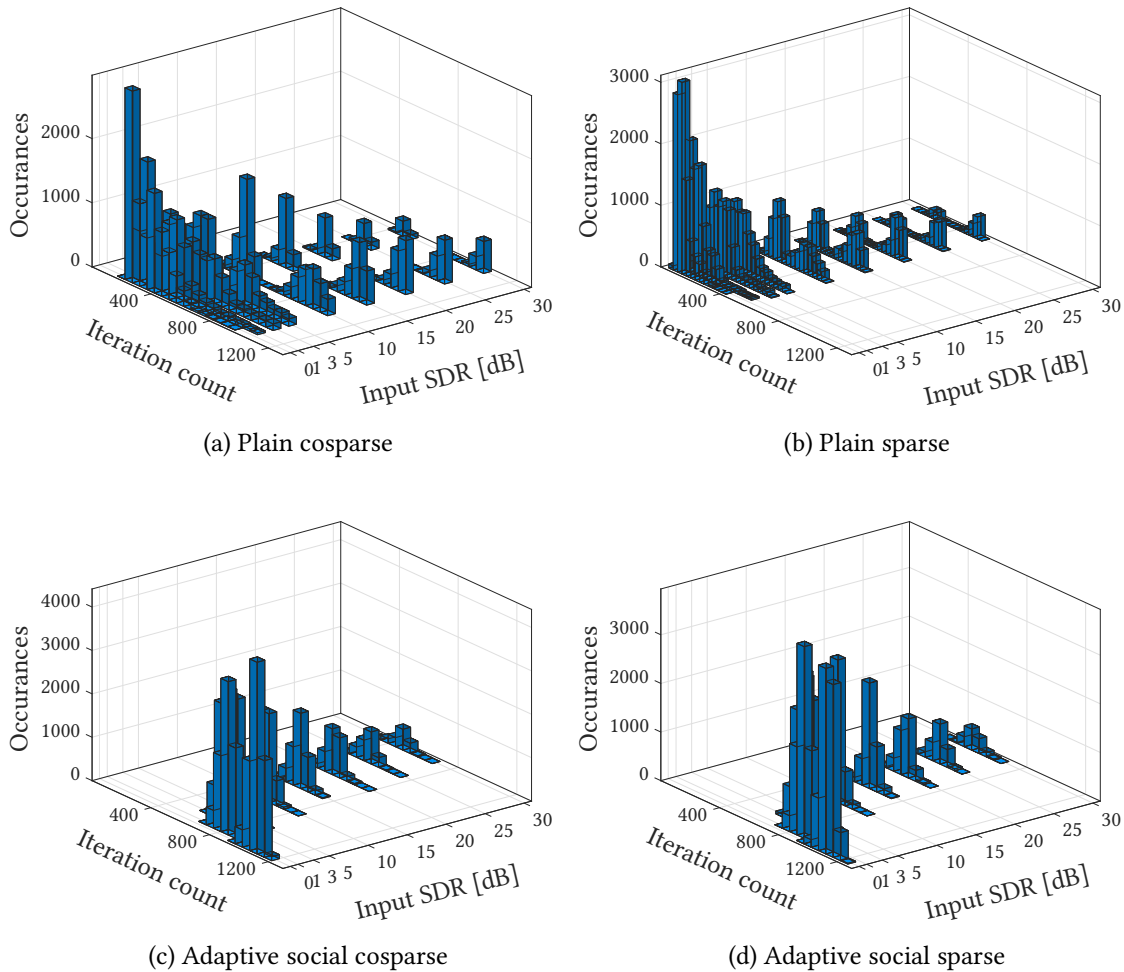 2000
1000
0
Occurances
400
800
1200
Iteration count
01 3 5 10 15 20 25 30
Input SDR [dB]
(a) Plain cosparse
3000
2000
1000
0
Occurances
400
800
1200
Iteration count
01 3 5 10 15 20 25 30
Input SDR [dB]
(b) Plain sparse
4000
3000
2000
1000
0
Occurances
400
800
1200
Iteration count
01 3 5 10 15 20 25 30
Input SDR [dB]
(c) Adaptive social cosparse
3000
2000
1000
0
Occurances
400
800
1200
Iteration count
01 3 5 10 15 20 25 30
Input SDR [dB]
(d) Adaptive social sparse